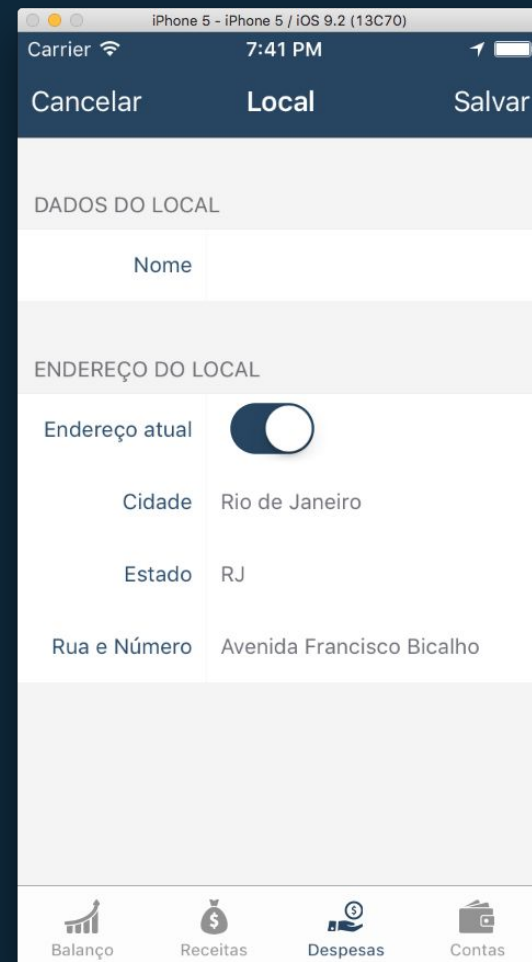 iPhone 5 - iPhone 5 / iOS 9.2 (13C70)
Carrier 7:41 PM
Cancelar Local Salvar
DADOS DO LOCAL
Nome
ENDEREÇO DO LOCAL
Endereço atual
Cidade Rio de Janeiro
Estado RJ
Rua e Número Avenida Francisco Bicalho
Balanço Receitas Despesas Contas